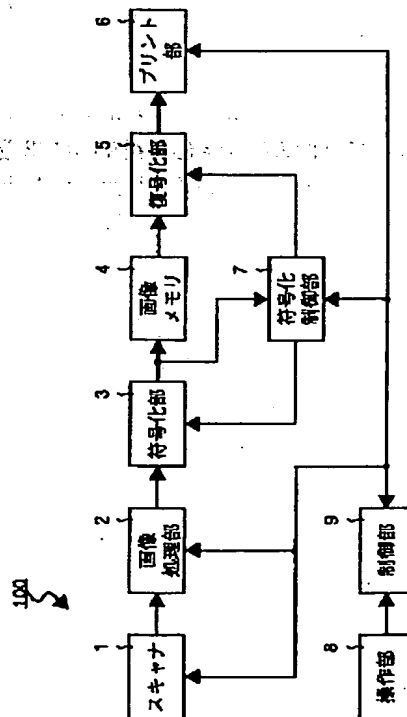 100
1
スキャナ
2
画像
処理部
3
符号化部
4
画像
メモリ
5
復号化部
6
プリント
部
7
符号化
制御部
8
操作部
9
制御部